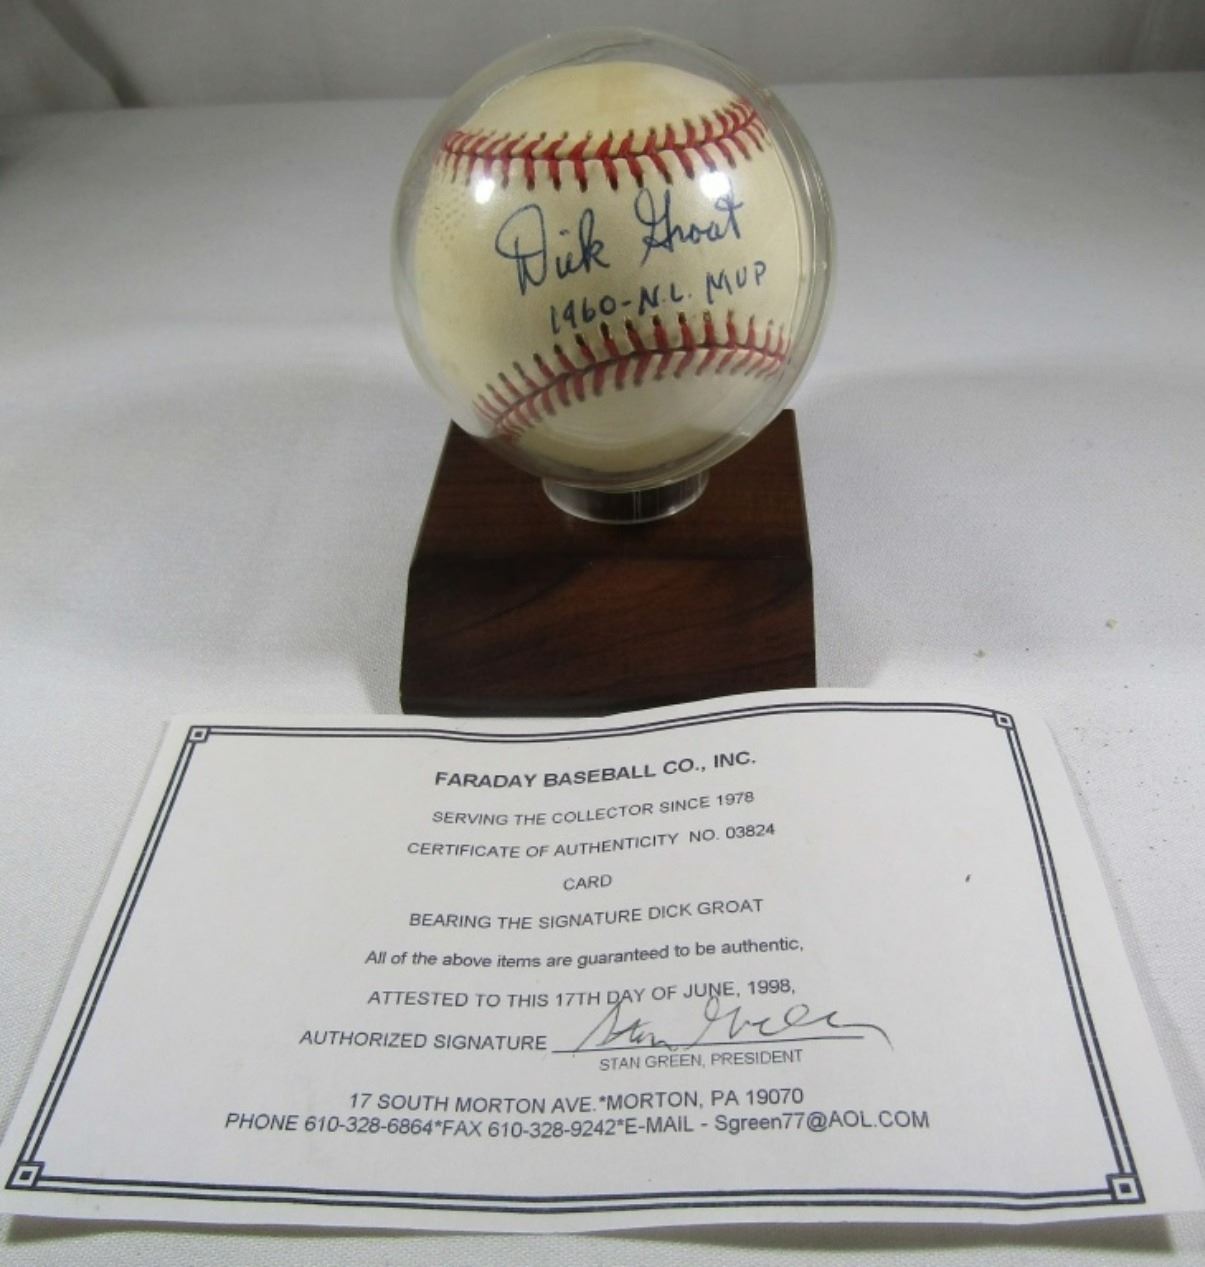 Dick Groat
1960-N.L. MVP
FARADAY BASEBALL CO., INC.
SERVING THE COLLECTOR SINCE 1978
CERTIFICATE OF AUTHENTICITY NO. 03824
CARD
BEARING THE SIGNATURE DICK GROAT
All of the above items are guaranteed to be authentic,
ATTESTED TO THIS 17TH DAY OF JUNE, 1998,
AUTHORIZED SIGNATURE Stan Green
STAN GREEN, PRESIDENT
17 SOUTH MORTON AVE.*MORTON, PA 19070
PHONE 610-328-6864*FAX 610-328-9242*E-MAIL - Sgreen77@AOL.COM